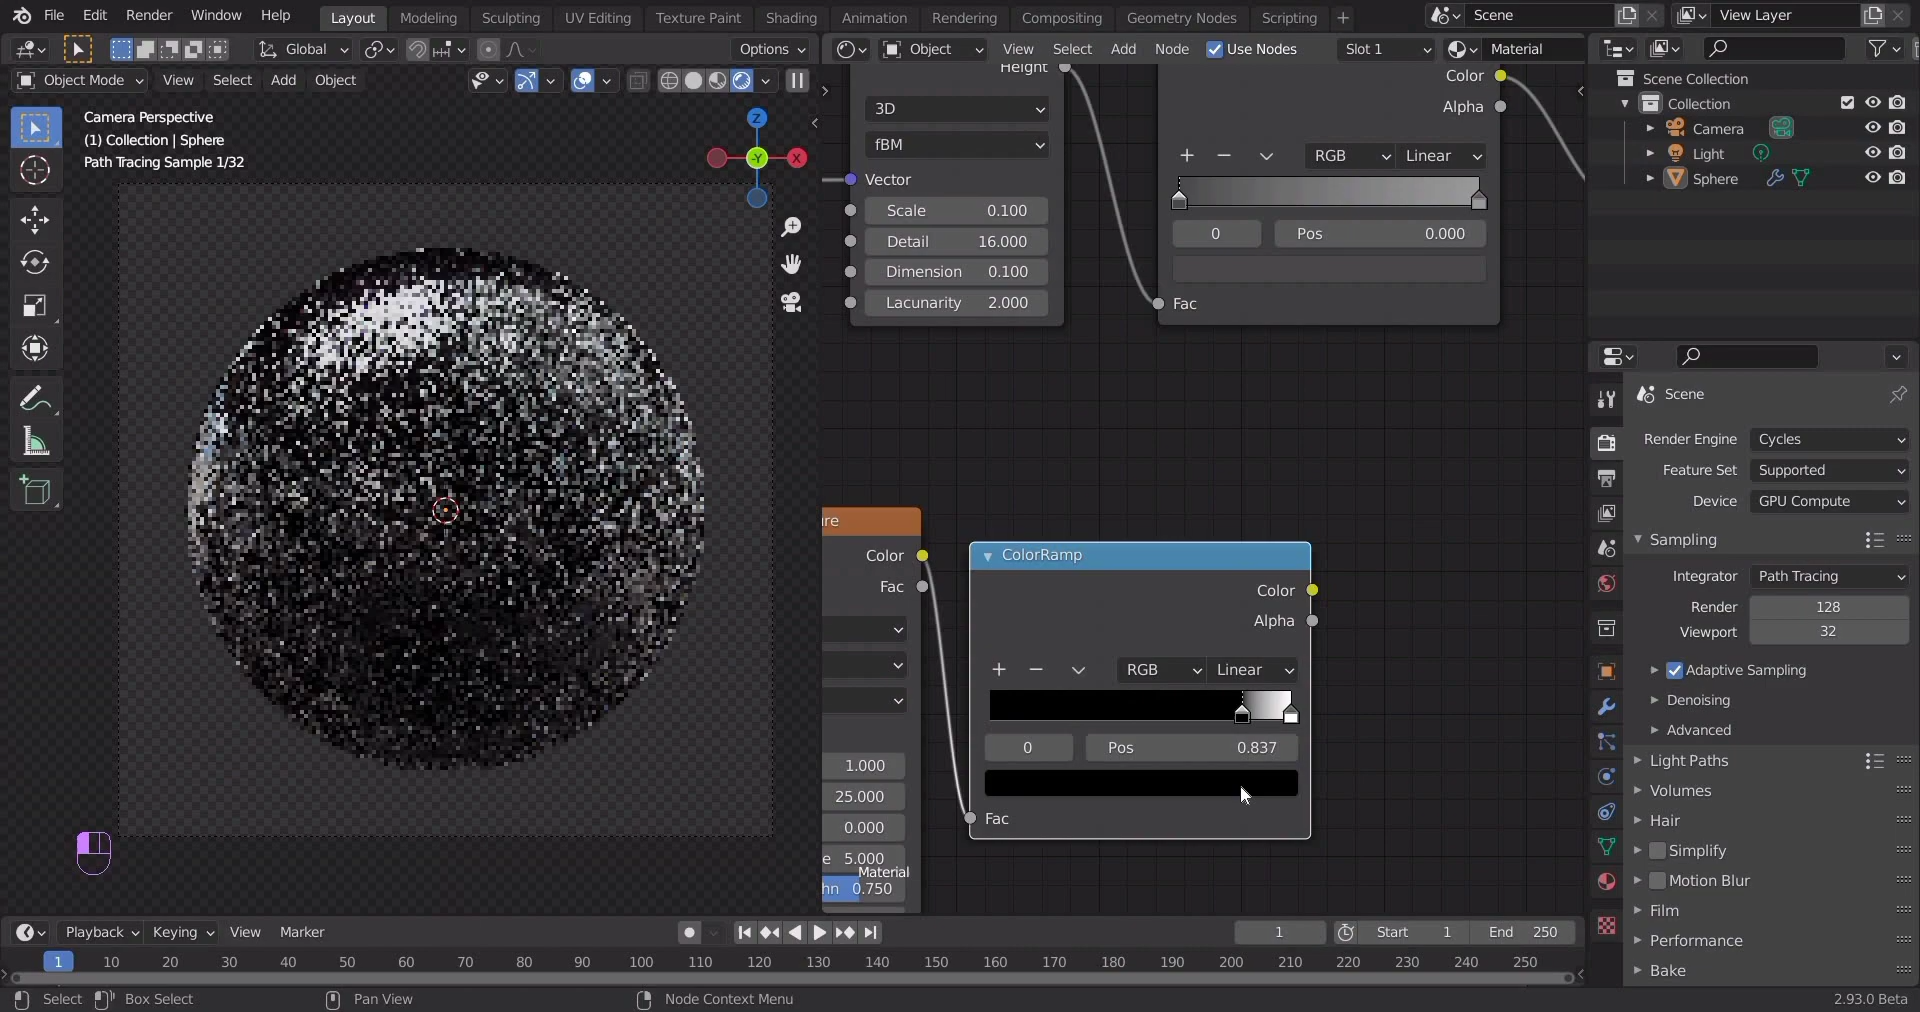 File Edit Render Window Help Layout Modeling Sculpting UV Editing Texture Paint Shading Animation Rendering Compositing Geometry Nodes Scripting + Scene View Layer
Global Options Object View Select Add Node Use Nodes Slot 1 Material
Object Mode View Select Add Object
Camera Perspective
(1) Collection | Sphere
Path Tracing Sample 1/32
Z
-Y
X
Height
3D
fBM
Vector
Scale 0.100
Detail 16.000
Dimension 0.100
Lacunarity 2.000
Color
Alpha
RGB Linear
0 Pos 0.000
Fac
ure
Color
Fac
1.000
25.000
0.000
e 5.000
Material
hn 0.750
ColorRamp
Color
Alpha
RGB Linear
0 Pos 0.837
Fac
Scene Collection
Collection
Camera
Light
Sphere
Scene
Render Engine Cycles
Feature Set Supported
Device GPU Compute
Sampling
Integrator Path Tracing
Render 128
Viewport 32
Adaptive Sampling
Denoising
Advanced
Light Paths
Volumes
Hair
Simplify
Motion Blur
Film
Performance
Bake
Playback Keying View Marker 1 Start 1 End 250
1 10 20 30 40 50 60 70 80 90 100 110 120 130 140 150 160 170 180 190 200 210 220 230 240 250
Select Box Select Pan View Node Context Menu 2.93.0 Beta